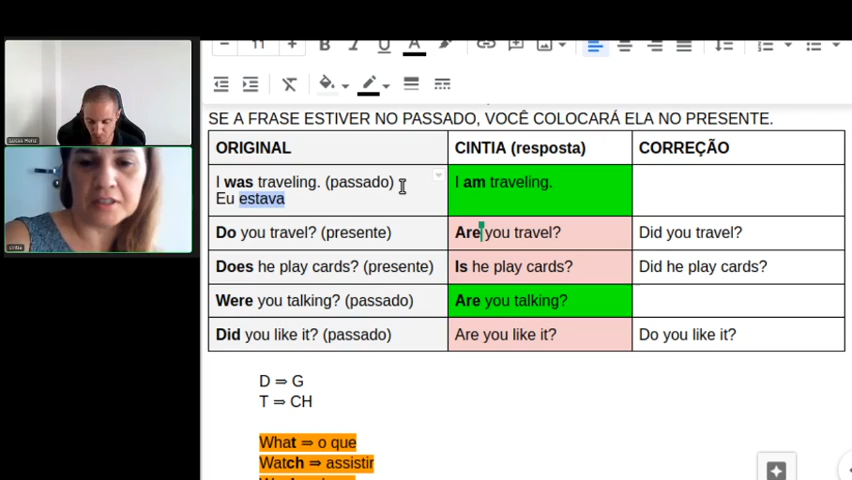 11
SE A FRASE ESTIVER NO PASSADO, VOCÊ COLOCARÁ ELA NO PRESENTE.
ORIGINAL
CINTIA (resposta)
CORREÇÃO
I was traveling. (passado)
Eu estava
I am traveling.
Do you travel? (presente)
Are you travel?
Did you travel?
Does he play cards? (presente)
Is he play cards?
Did he play cards?
Were you talking? (passado)
Are you talking?
Did you like it? (passado)
Are you like it?
Do you like it?
D ⇒ G
T ⇒ CH
What ⇒ o que
Watch ⇒ assistir
cintia